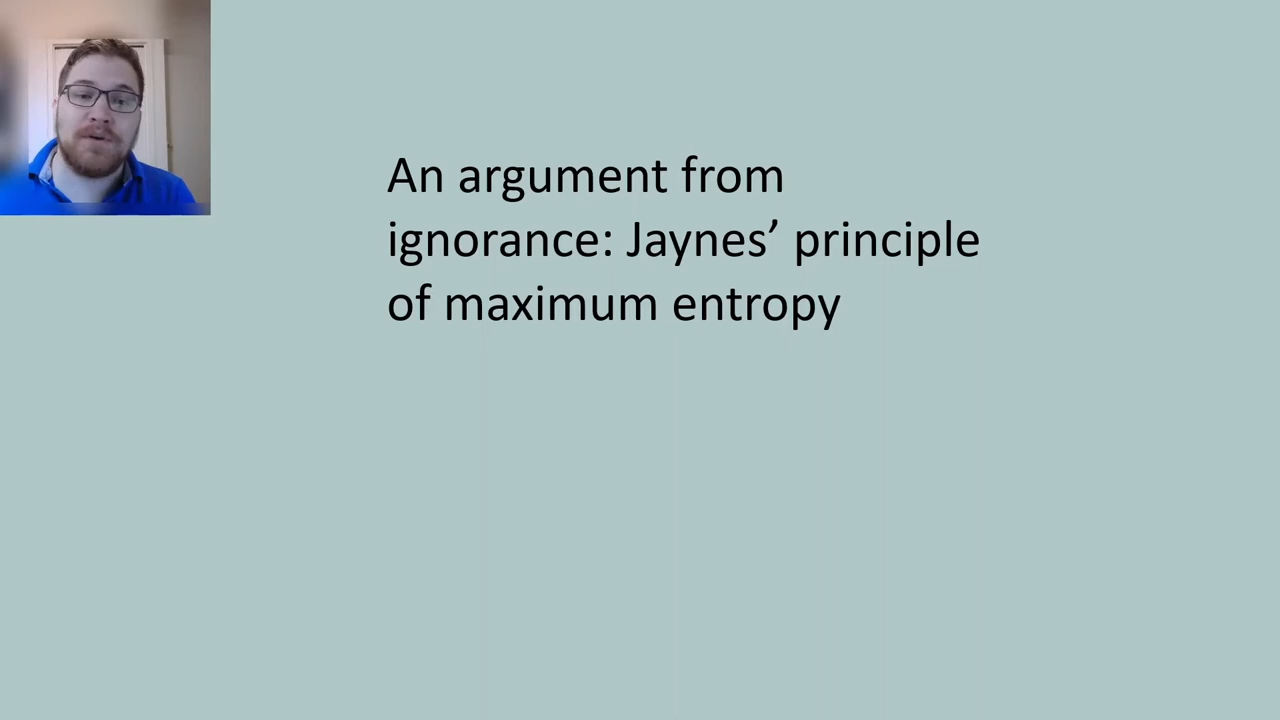 An argument from
ignorance: Jaynes’ principle
of maximum entropy